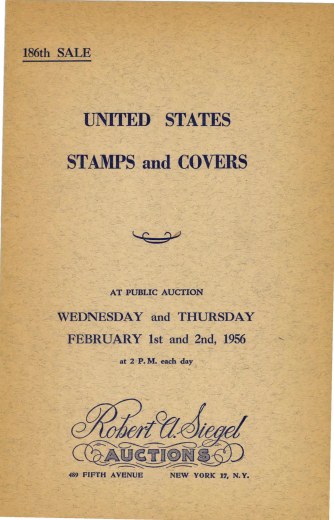 186th SALE
UNITED STATES
STAMPS and COVERS
AT PUBLIC AUCTION
WEDNESDAY and THURSDAY
FEBRUARY 1st and 2nd, 1956
at 2 P. M. each day
Robert A. Siegel
AUCTIONS
489 FIFTH AVENUE NEW YORK 17, N. Y.